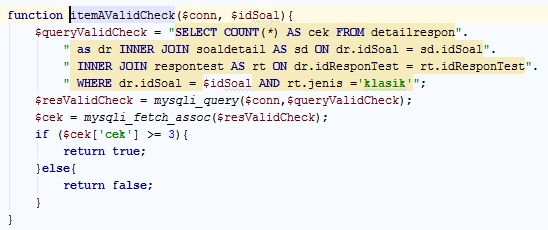 function itemAValidCheck($conn, $idSoal){
$queryValidCheck = "SELECT COUNT(*) AS cek FROM detailrespon".
" as dr INNER JOIN soaldetail AS sd ON dr.idSoal = sd.idSoal".
" INNER JOIN respontest AS rt ON dr.idResponTest = rt.idResponTest".
" WHERE dr.idSoal = $idSoal AND rt.jenis ='klasik'";
$resValidCheck = mysqli_query($conn,$queryValidCheck);
$cek = mysqli_fetch_assoc($resValidCheck);
if ($cek['cek'] >= 3){
return true;
}else{
return false;
}
}